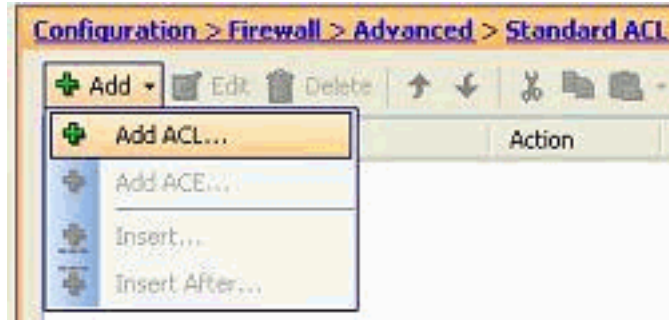 Configuration > Firewall > Advanced > Standard ACL
Add Edit Delete
Add ACL... Action
Add ACE...
Insert...
Insert After...